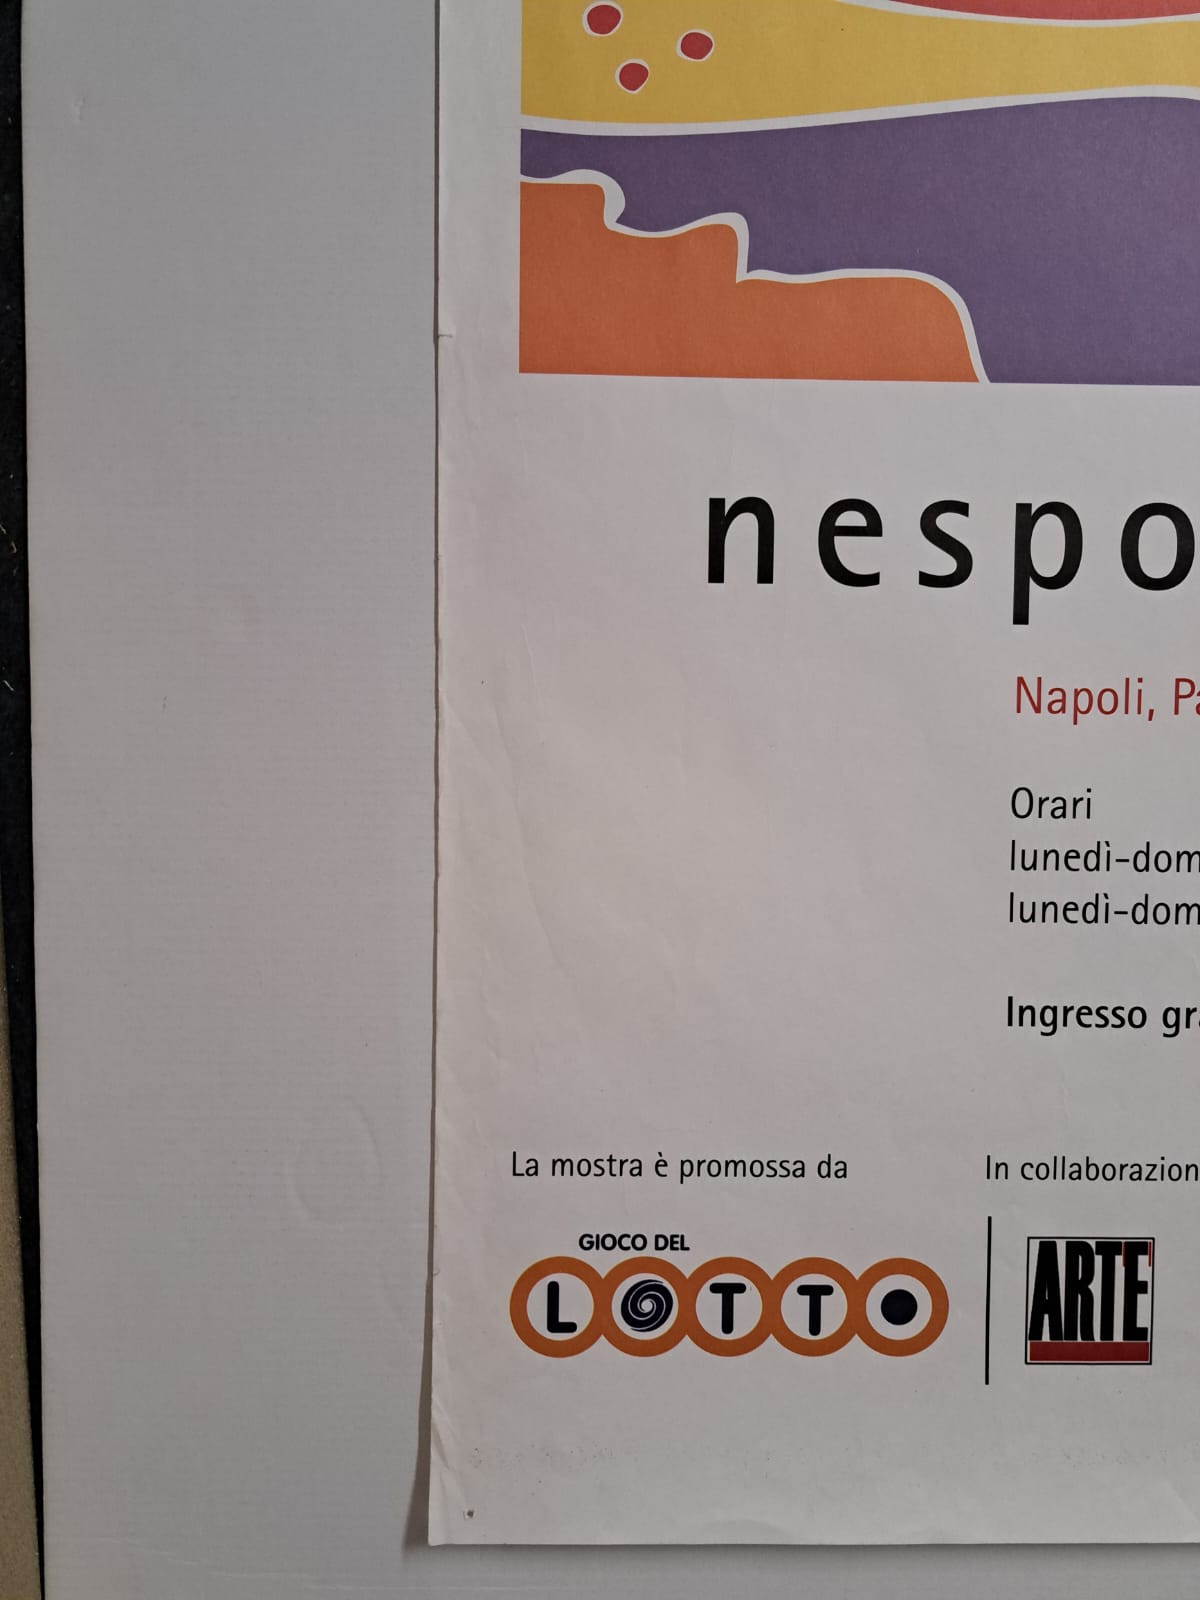 nespo
Napoli, Pa
Orari
lunedì-dom
lunedì-dom
Ingresso gra
La mostra è promossa da
In collaborazion
GIOCO DEL
LOTTO
ARTE